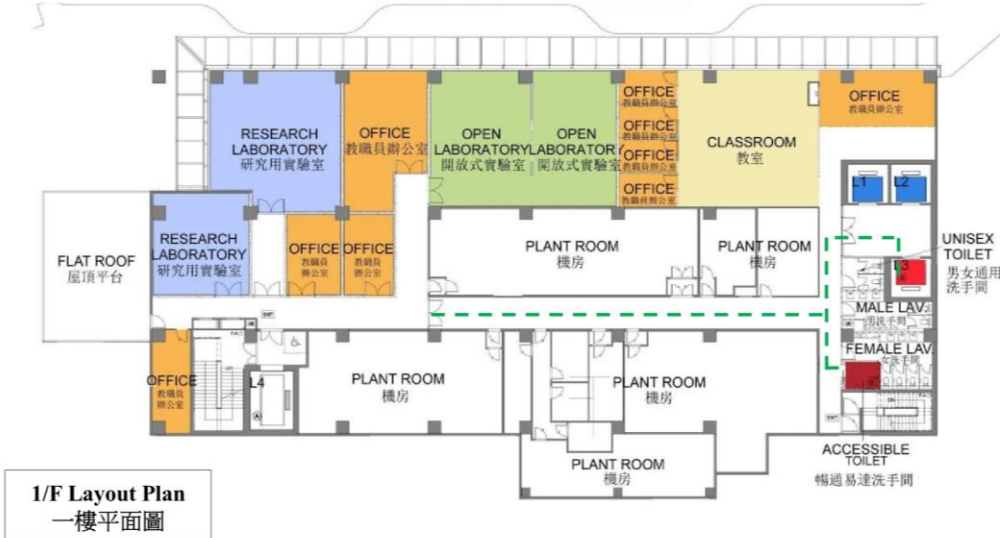 RESEARCH
LABORATORY
研究用實驗室
OFFICE
教職員辦公室
OPEN
LABORATORY
開放式實驗室
OPEN
LABORATORY
開放式實驗室
OFFICE
教職員辦公室
OFFICE
教職員辦公室
OFFICE
教職員辦公室
OFFICE
教職員辦公室
CLASSROOM
教室
OFFICE
教職員辦公室
L1
L2
FLAT ROOF
屋頂平台
RESEARCH
LABORATORY
研究用實驗室
OFFICE
教職員
辦公室
OFFICE
教職員
辦公室
PLANT ROOM
機房
PLANT ROOM
機房
UNISEX
TOILET
男女通用
洗手間
L3
MALE LAV.
男洗手間
FEMALE LAV.
女洗手間
EXIT
EXIT
OFFICE
教職員
辦公室
L4
PLANT ROOM
機房
PLANT ROOM
機房
PLANT ROOM
機房
ACCESSIBLE
TOILET
暢通易達洗手間
1/F Layout Plan
一樓平面圖